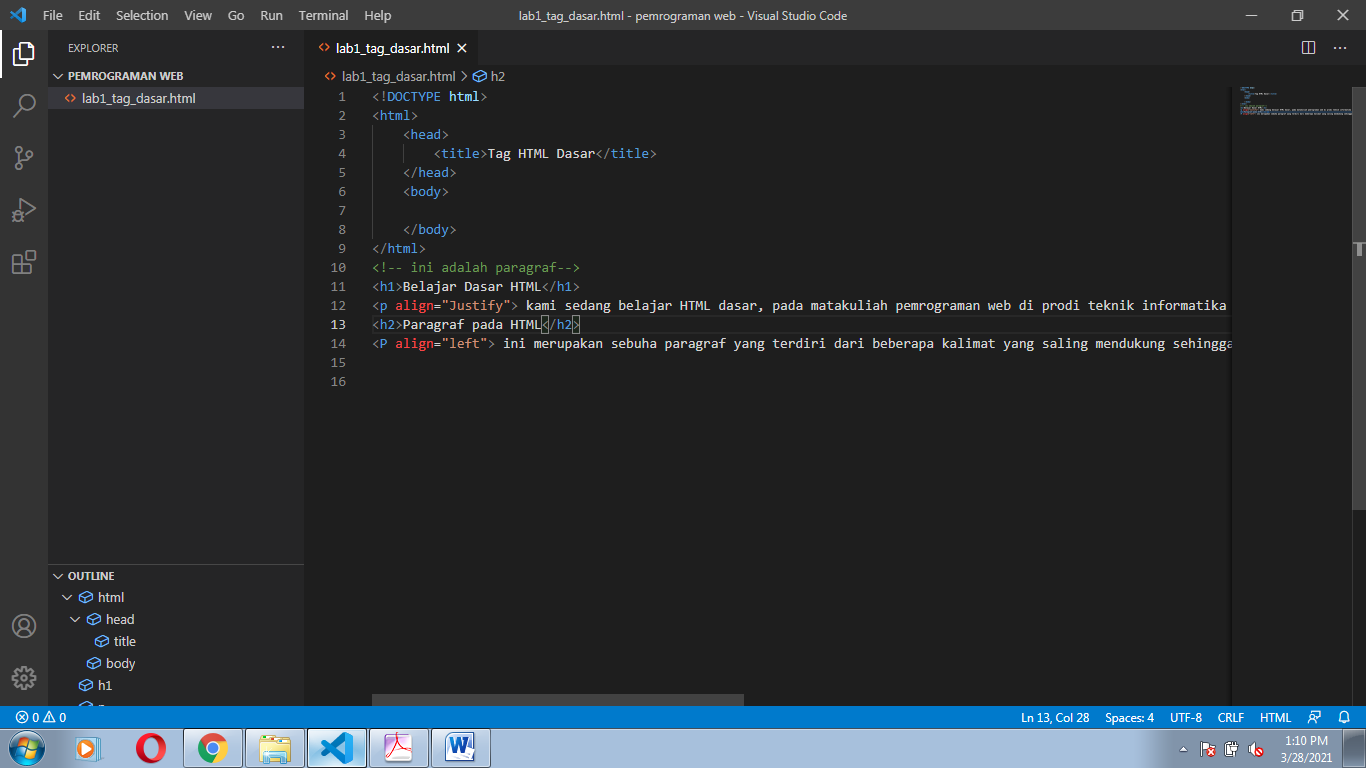 File Edit Selection View Go Run Terminal Help lab1_tag_dasar.html - pemrograman web - Visual Studio Code
EXPLORER
PEMROGRAMAN WEB
lab1_tag_dasar.html
OUTLINE
html
head
title
body
h1
lab1_tag_dasar.html
lab1_tag_dasar.html > h2
1 <!DOCTYPE html>
2 <html>
3 <head>
4 <title>Tag HTML Dasar</title>
5 </head>
6 <body>
7
8 </body>
9 </html>
10 <!-- ini adalah paragraf-->
11 <h1>Belajar Dasar HTML</h1>
12 <p align="Justify"> kami sedang belajar HTML dasar, pada matakuliah pemrograman web di prodi teknik informatika
13 <h2>Paragraf pada HTML</h2>
14 <P align="left"> ini merupakan sebuha paragraf yang terdiri dari beberapa kalimat yang saling mendukung sehingga
15
16
0 0 Ln 13, Col 28 Spaces: 4 UTF-8 CRLF HTML
1:10 PM
3/28/2021